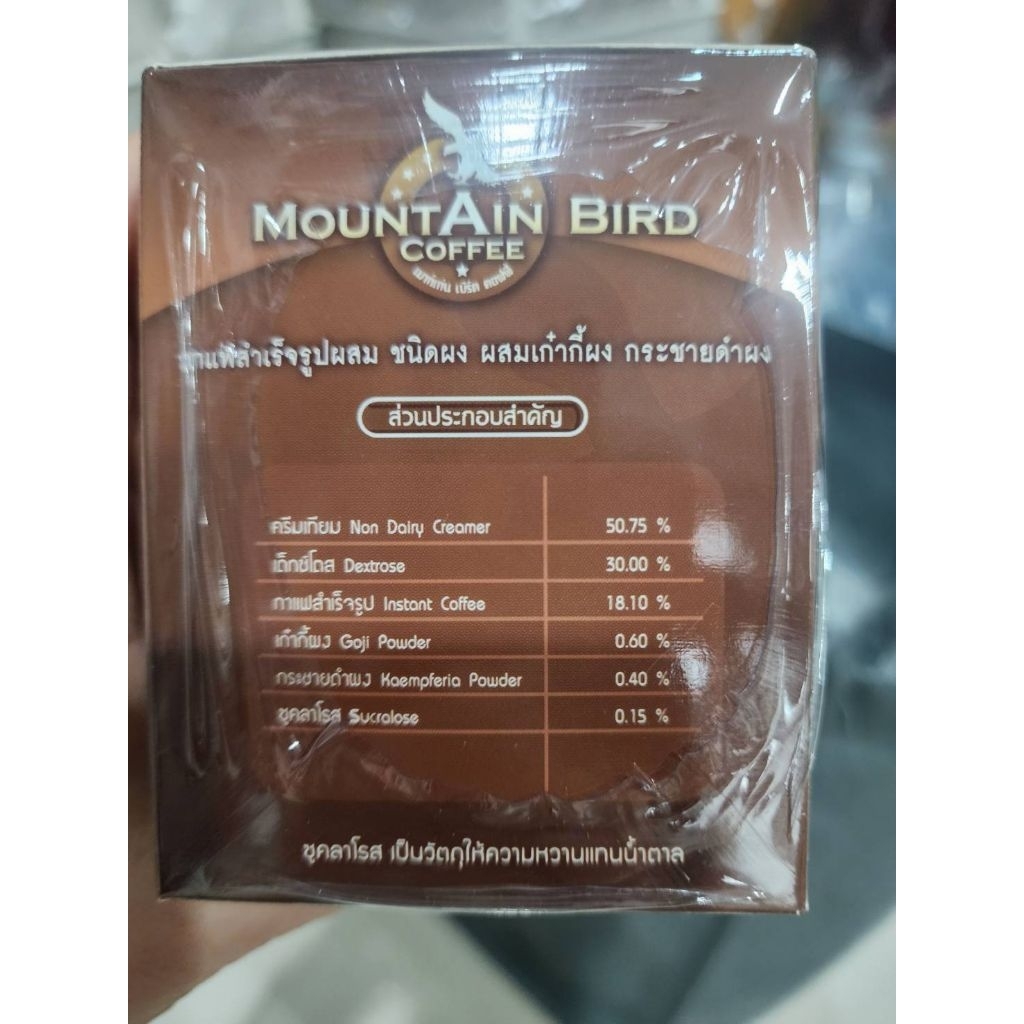 MOUNTAIN BIRD
COFFEE
เมาท์เท่น เบิร์ด คอฟฟี่
กาแฟสำเร็จรูปผสม ชนิดผง ผสมเก๋ากี้ผง กระชายดำผง
ส่วนประกอบสำคัญ
ครีมเทียม Non Dairy Creamer 50.75 %
เด็กซ์โตส Dextrose 30.00 %
กาแฟสำเร็จรูป Instant Coffee 18.10 %
เก๋ากี้ผง Goji Powder 0.60 %
กระชายดำผง Kaempferia Powder 0.40 %
ซูคลาโรส Sucralose 0.15 %
ซูคลาโรส เป็นวัตถุให้ความหวานแทนน้ำตาล